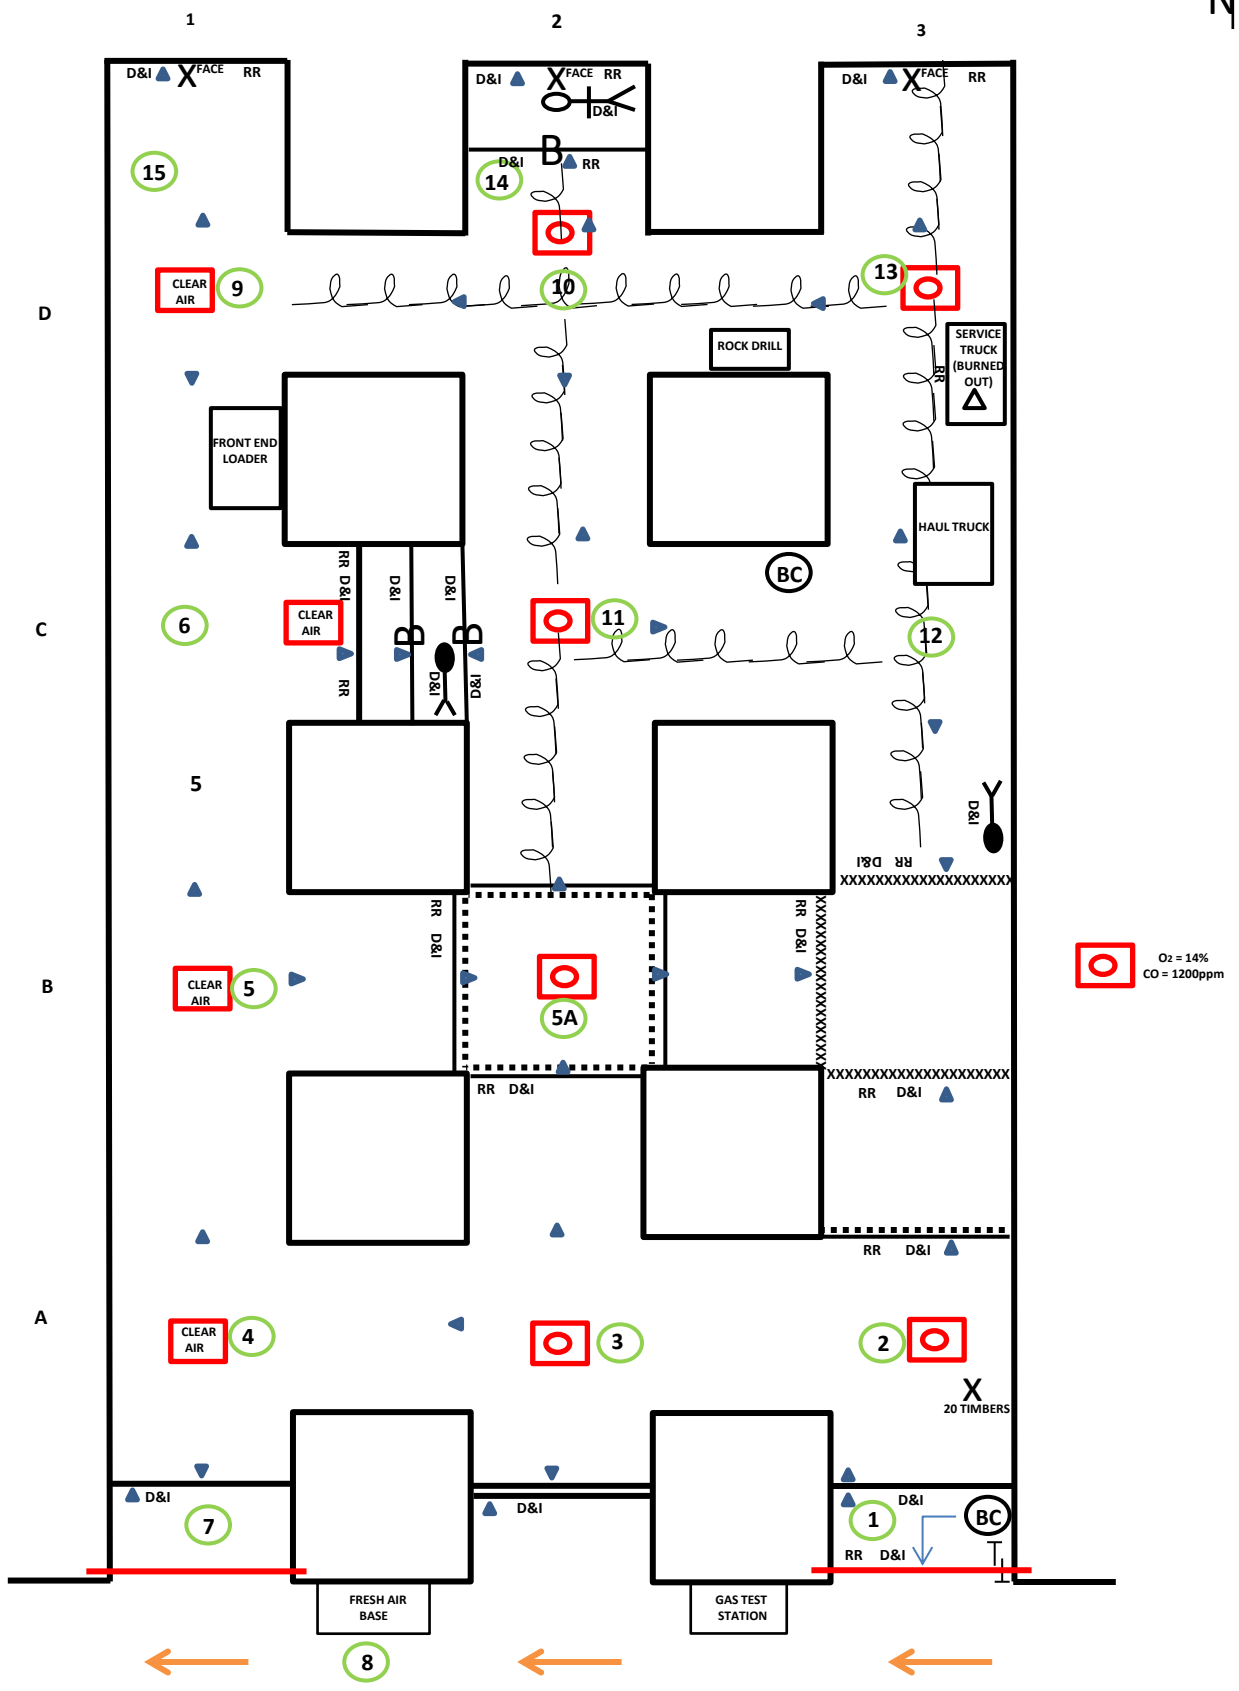 N
1
2
3
D&I
X
FACE
RR
D&I
X
FACE
RR
D&I
X
FACE
RR
D&I
B
D&I
RR
15
14
CLEAR
AIR
9
10
13
D
ROCK DRILL
SERVICE
TRUCK
(BURNED
OUT)
RR
FRONT END
LOADER
HAUL TRUCK
RR
D&I
D&I
D&I
BC
C
6
CLEAR
AIR
B
B
11
12
RR
D&I
D&I
5
D&I
RR
D&I
XXXXXXXXXXXXXXXXXXXX
RR
D&I
RR
D&I
XXXXXXXXXXXXXXXXXXXX
B
CLEAR
AIR
5
5A
O2 = 14%
CO = 1200ppm
XXXXXXXXXXXXXXXXXXXXX
RR
D&I
RR
D&I
RR
D&I
A
CLEAR
AIR
4
3
2
X
20 TIMBERS
D&I
D&I
D&I
7
1
BC
RR
D&I
FRESH AIR
BASE
GAS TEST
STATION
8